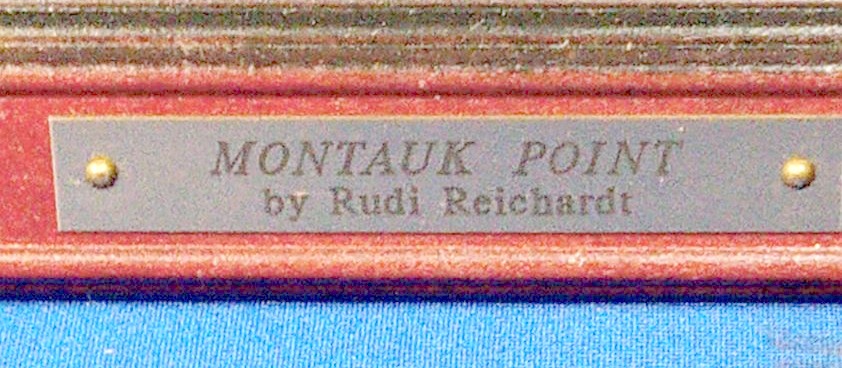 MONTAUK POINT
by Rudi Reichardt